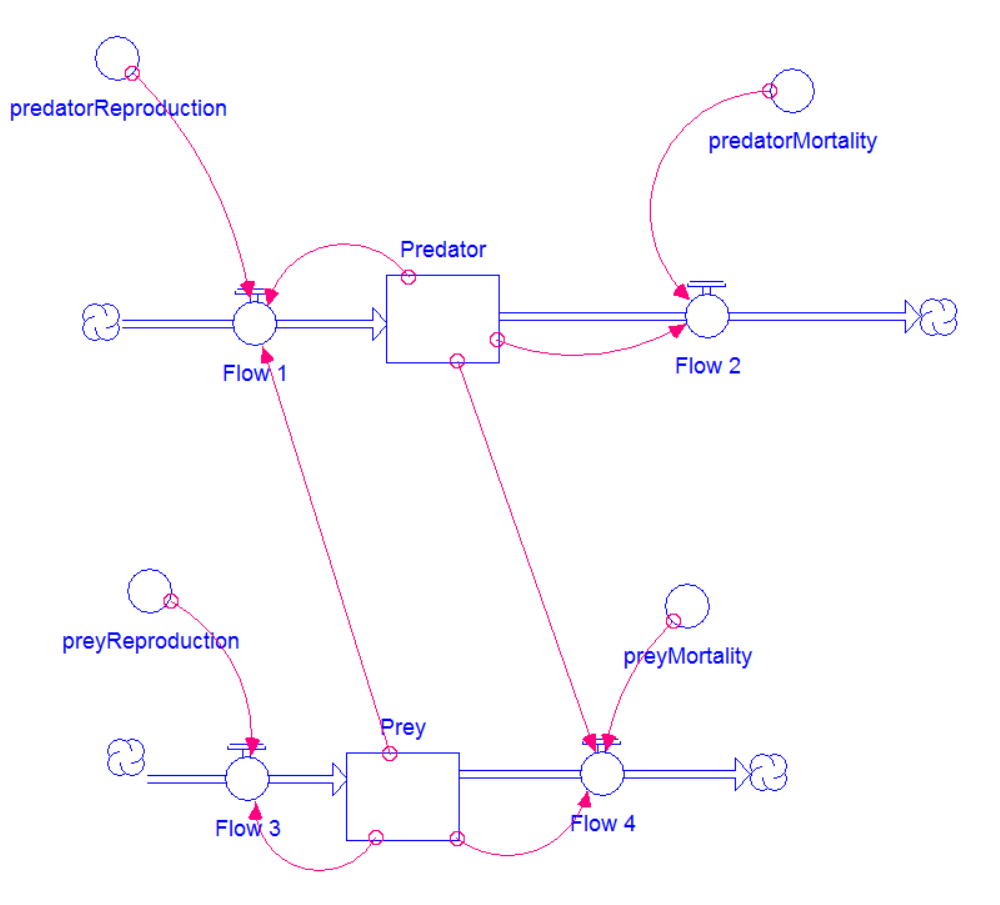 predatorReproduction
predatorMortality
Predator
Flow 1
Flow 2
preyReproduction
preyMortality
Prey
Flow 3
Flow 4